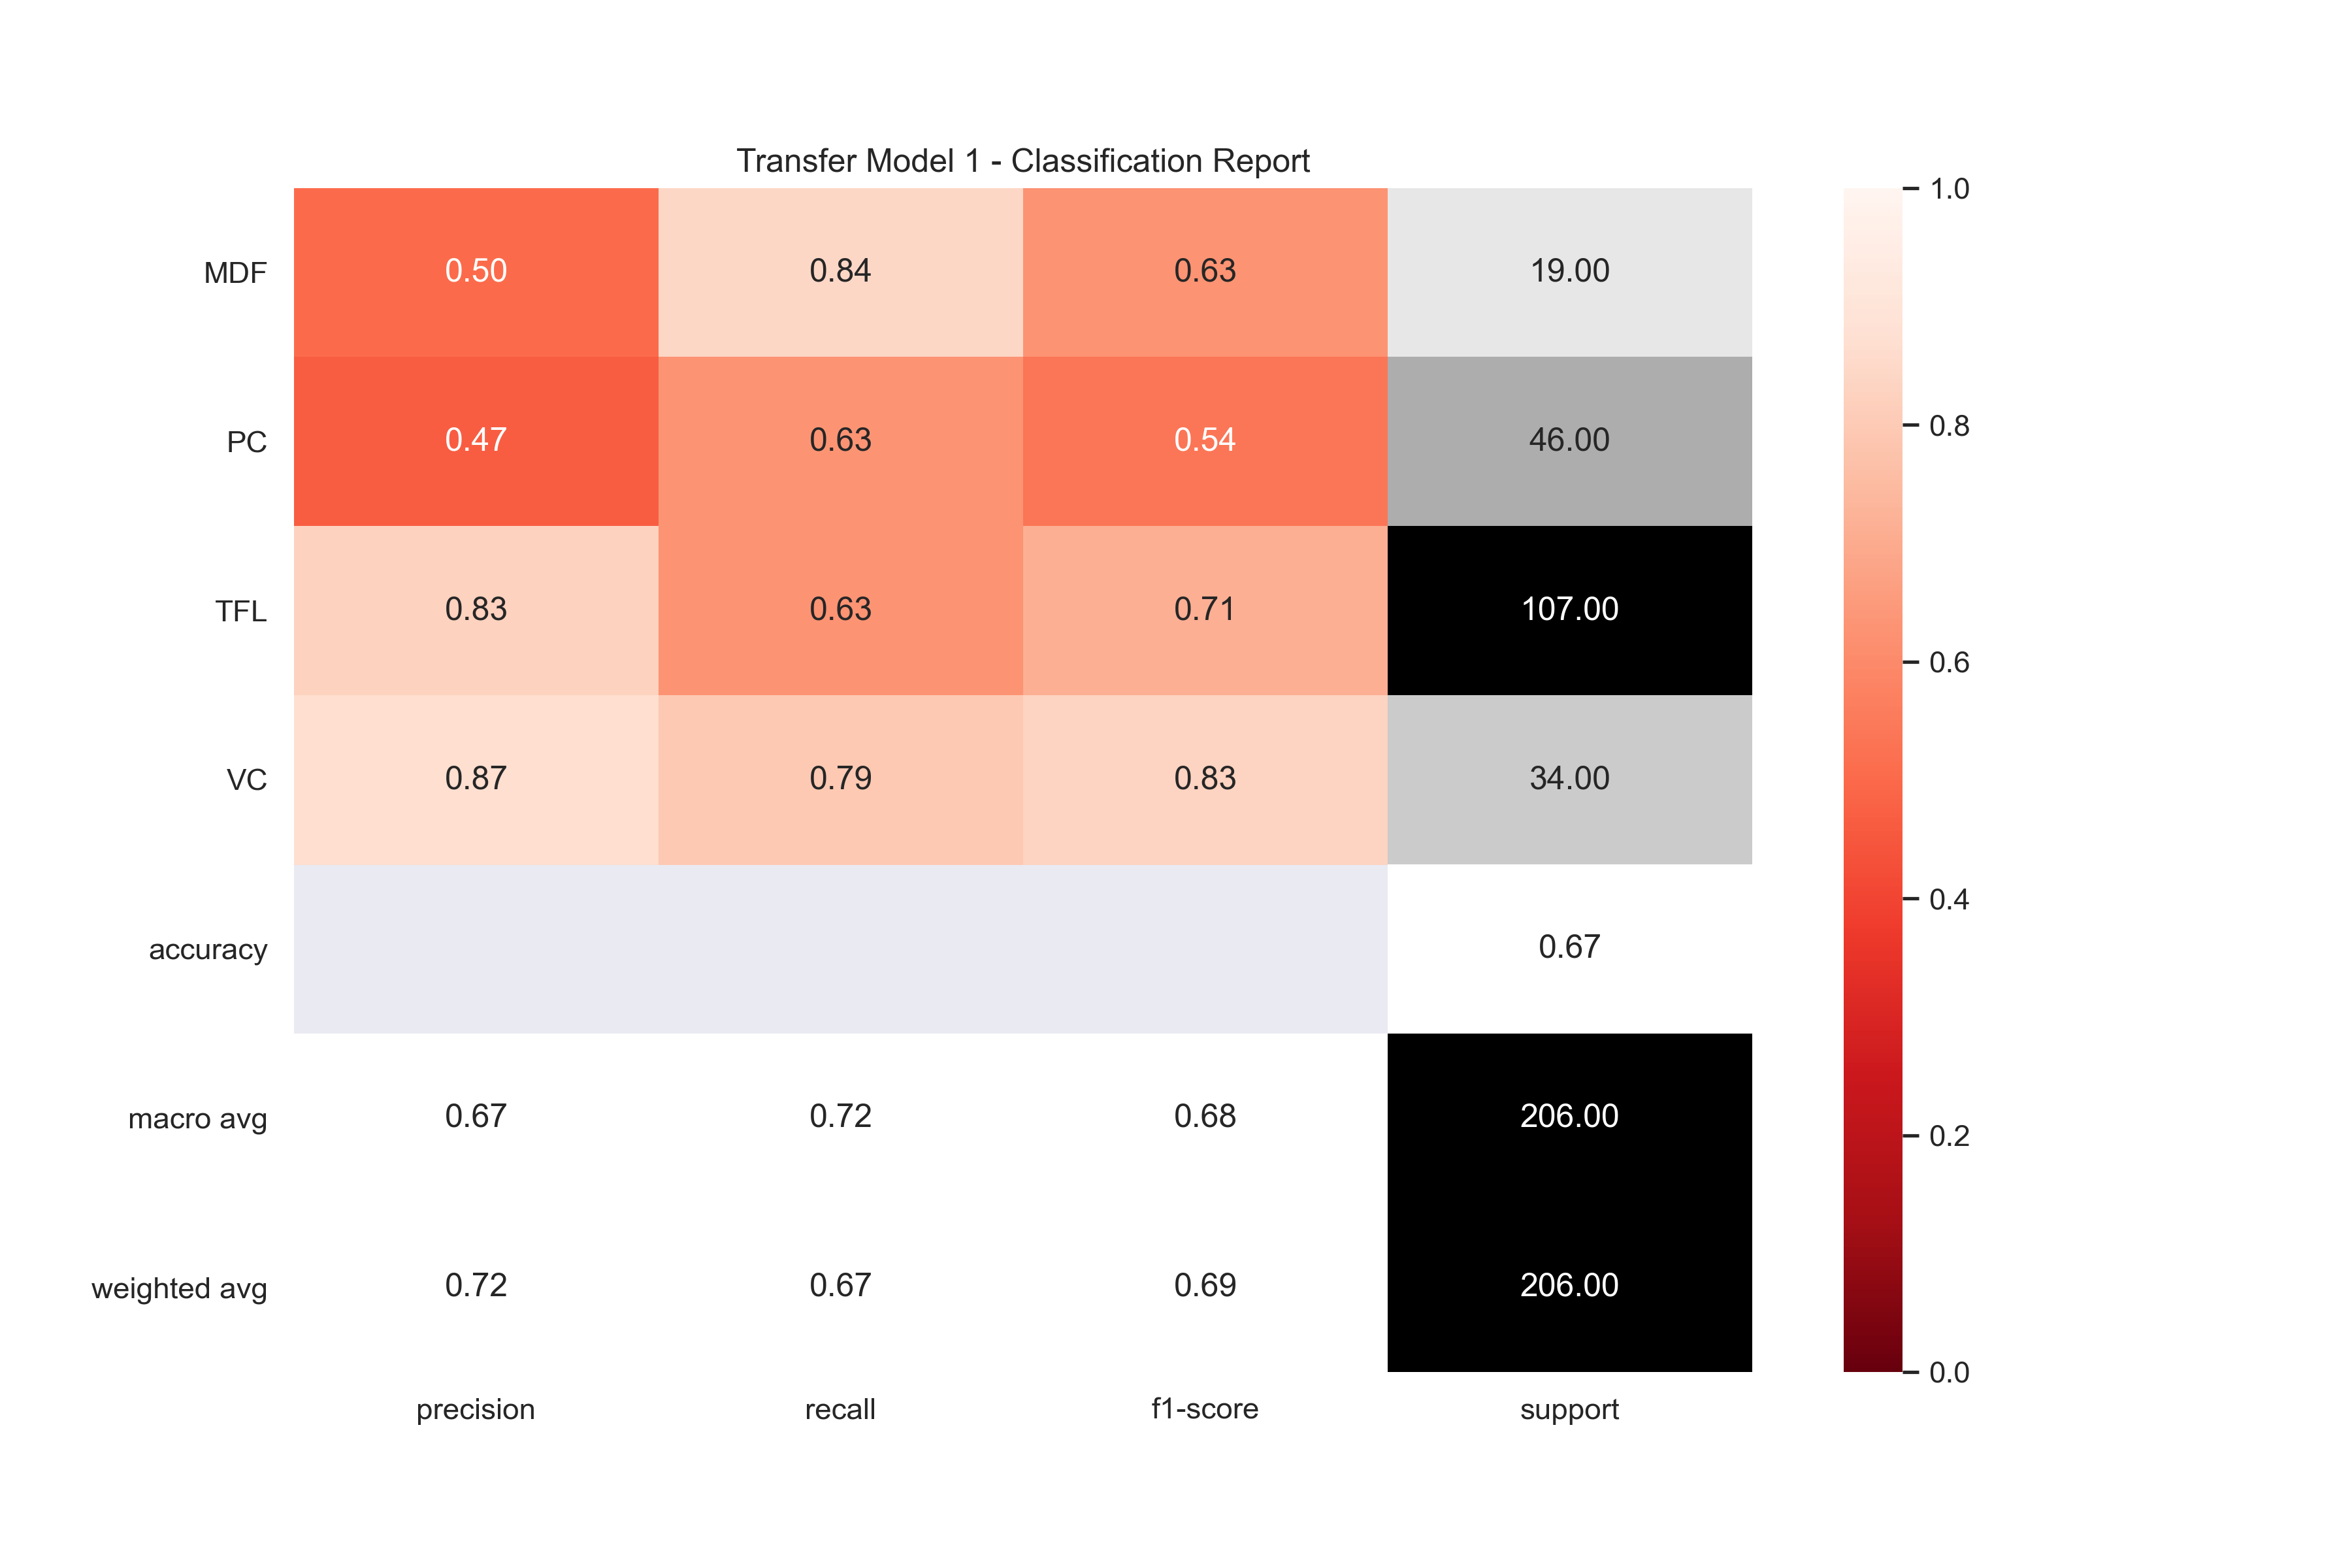 Transfer Model 1 - Classification Report
MDF 0.50 0.84 0.63 19.00
PC 0.47 0.63 0.54 46.00
TFL 0.83 0.63 0.71 107.00
VC 0.87 0.79 0.83 34.00
accuracy 0.67
macro avg 0.67 0.72 0.68 206.00
weighted avg 0.72 0.67 0.69 206.00
precision recall f1-score support
1.0
0.8
0.6
0.4
0.2
0.0